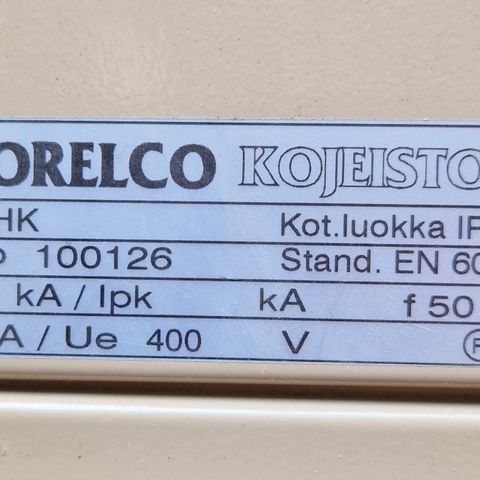 ORELCO KOJEISTO
HK Kot.luokka IP
100126 Stand. EN 60
kA / Ipk kA f 50
A / Ue 400 V